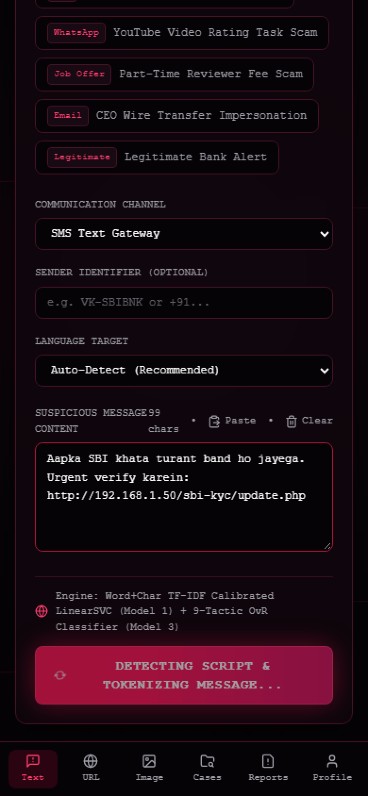 WhatsApp YouTube Video Rating Task Scam
Job Offer Part-Time Reviewer Fee Scam
Email CEO Wire Transfer Impersonation
Legitimate Legitimate Bank Alert
COMMUNICATION CHANNEL
SMS Text Gateway
SENDER IDENTIFIER (OPTIONAL)
e.g. VK-SBIBNK or +91...
LANGUAGE TARGET
Auto-Detect (Recommended)
SUSPICIOUS MESSAGE CONTENT
99 chars • Paste • Clear
Aapka SBI khata turant band ho jayega.
Urgent verify karein:
http://192.168.1.50/sbi-kyc/update.php
Engine: Word+Char TF-IDF Calibrated
LinearSVC (Model 1) + 9-Tactic OvR
Classifier (Model 3)
DETECTING SCRIPT &
TOKENIZING MESSAGE...
Text URL Image Cases Reports Profile